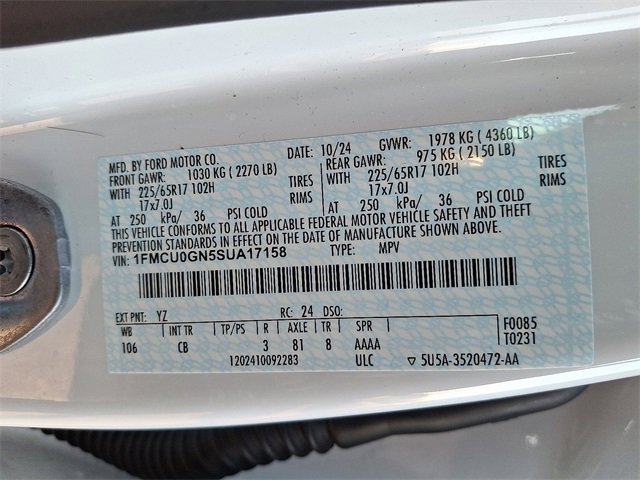 MFD. BY FORD MOTOR CO.
DATE: 10/24 GVWR: 1978 KG ( 4360 LB)
FRONT GAWR: 1030 KG ( 2270 LB) REAR GAWR: 975 KG ( 2150 LB)
WITH 225/65R17 102H TIRES WITH 225/65R17 102H TIRES
17x7.0J RIMS 17x7.0J RIMS
AT 250 kPa/ 36 PSI COLD AT 250 kPa/ 36 PSI COLD
THIS VEHICLE CONFORMS TO ALL APPLICABLE FEDERAL MOTOR VEHICLE SAFETY AND THEFT
PREVENTION STANDARDS IN EFFECT ON THE DATE OF MANUFACTURE SHOWN ABOVE.
VIN: 1FMCU0GN5SUA17158 TYPE: MPV
EXT PNT: YZ RC: 24 DSO:
WB INT TR TP/PS R AXLE TR SPR F0085
106 CB 3 81 8 AAAA T0231
1202410092283 ULC ▽ 5U5A-3520472-AA